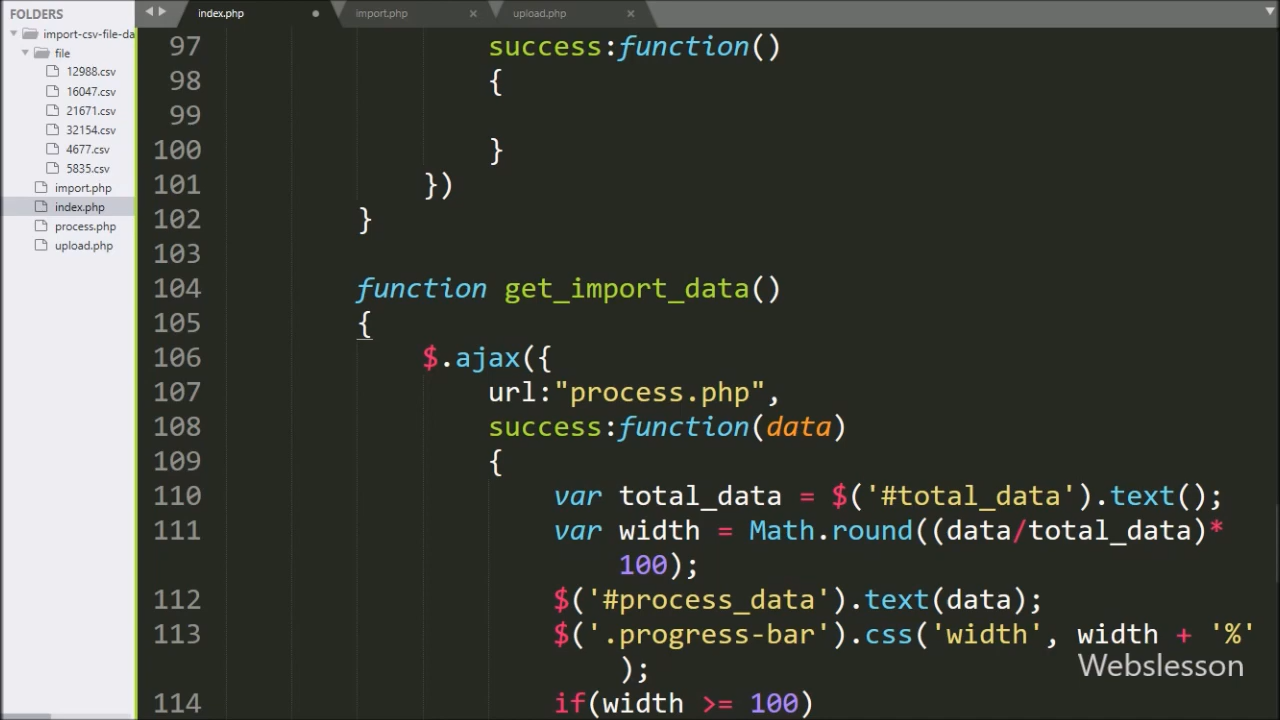 FOLDERS
import-csv-file-da
file
12988.csv
16047.csv
21671.csv
32154.csv
4677.csv
5835.csv
import.php
index.php
process.php
upload.php
index.php
import.php
upload.php
97 success:function()
98 {
99
100 }
101 })
102 }
103
104 function get_import_data()
105 {
106 $.ajax({
107 url:"process.php",
108 success:function(data)
109 {
110 var total_data = $('#total_data').text();
111 var width = Math.round((data/total_data)*
100);
112 $('#process_data').text(data);
113 $('.progress-bar').css('width', width + '%'
);
114 if(width >= 100)
Webslesson